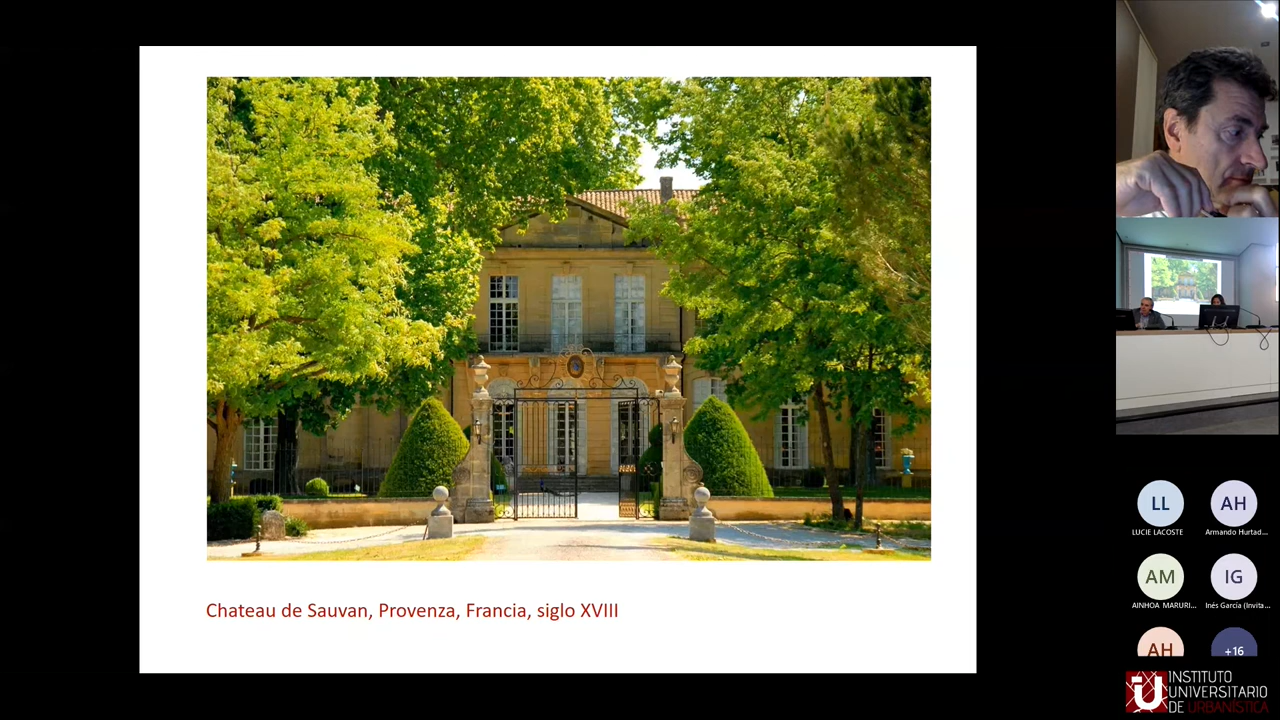 Chateau de Sauvan, Provenza, Francia, siglo XVIII
LL
AH
LUCIE LACOSTE
Armando Hurtad...
AM
IG
AINHOA MARURI...
Inés García (Invita...
AH
+16
INSTITUTO
UNIVERSITARIO
DE URBANÍSTICA